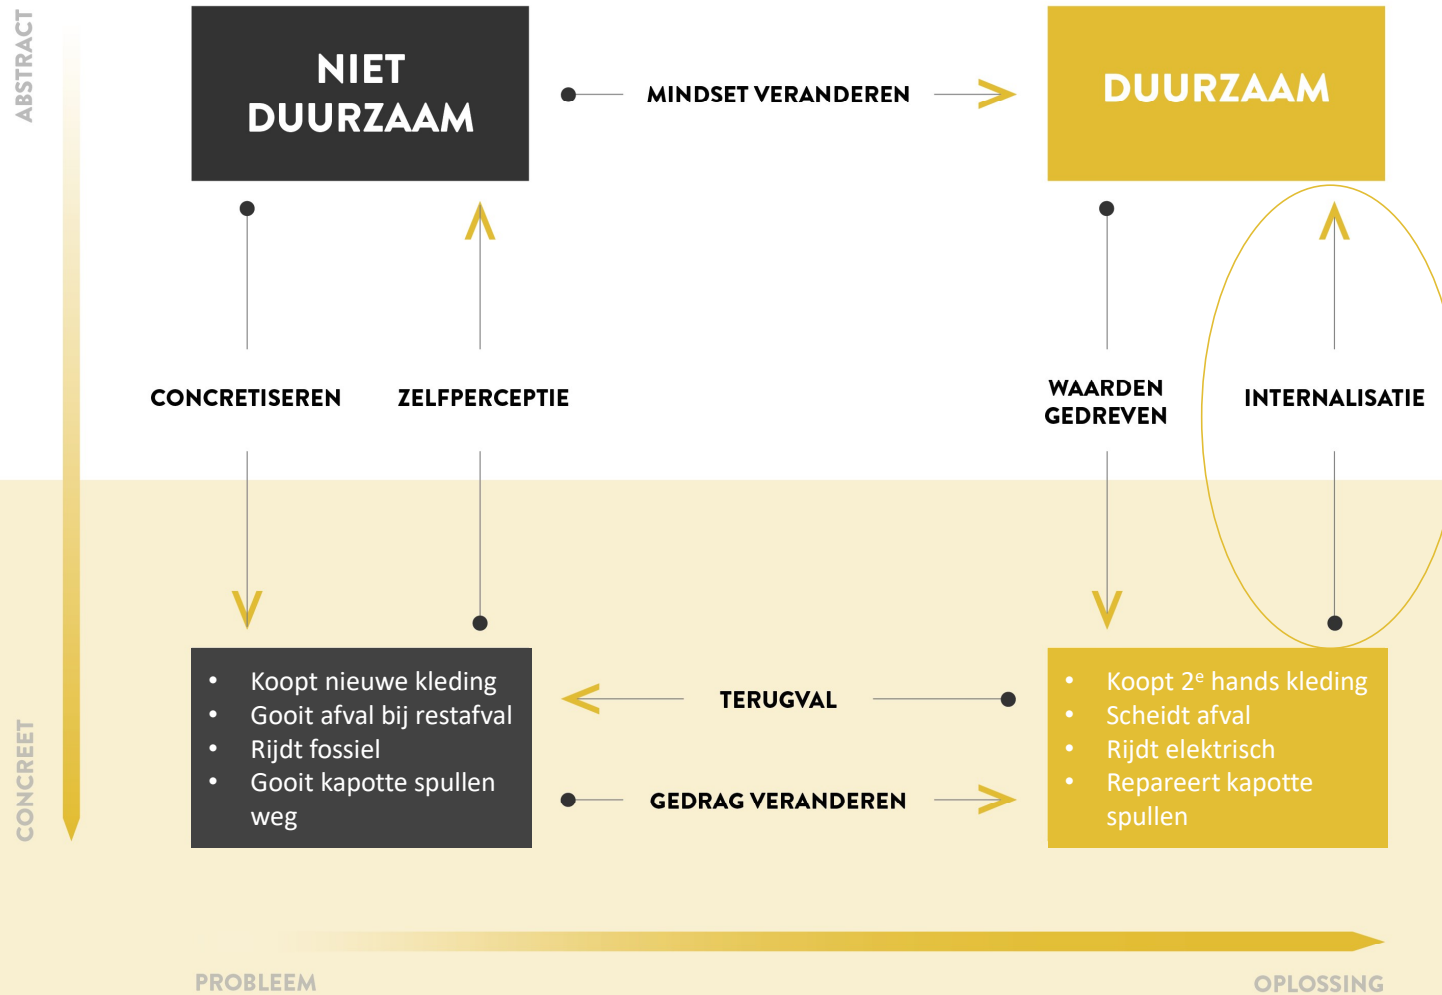 ABSTRACT
NIET
DUURZAAM
MINDSET VERANDEREN
DUURZAAM
CONCRETISEREN
ZELFPERCEPTIE
WAARDEN
GEDREVEN
INTERNALISATIE
CONCREET
• Koopt nieuwe kleding
• Gooit afval bij restafval
• Rijdt fossiel
• Gooit kapotte spullen
weg
TERUGVAL
GEDRAG VERANDEREN
• Koopt 2e hands kleding
• Scheidt afval
• Rijdt elektrisch
• Repareert kapotte
spullen
PROBLEEM
OPLOSSING